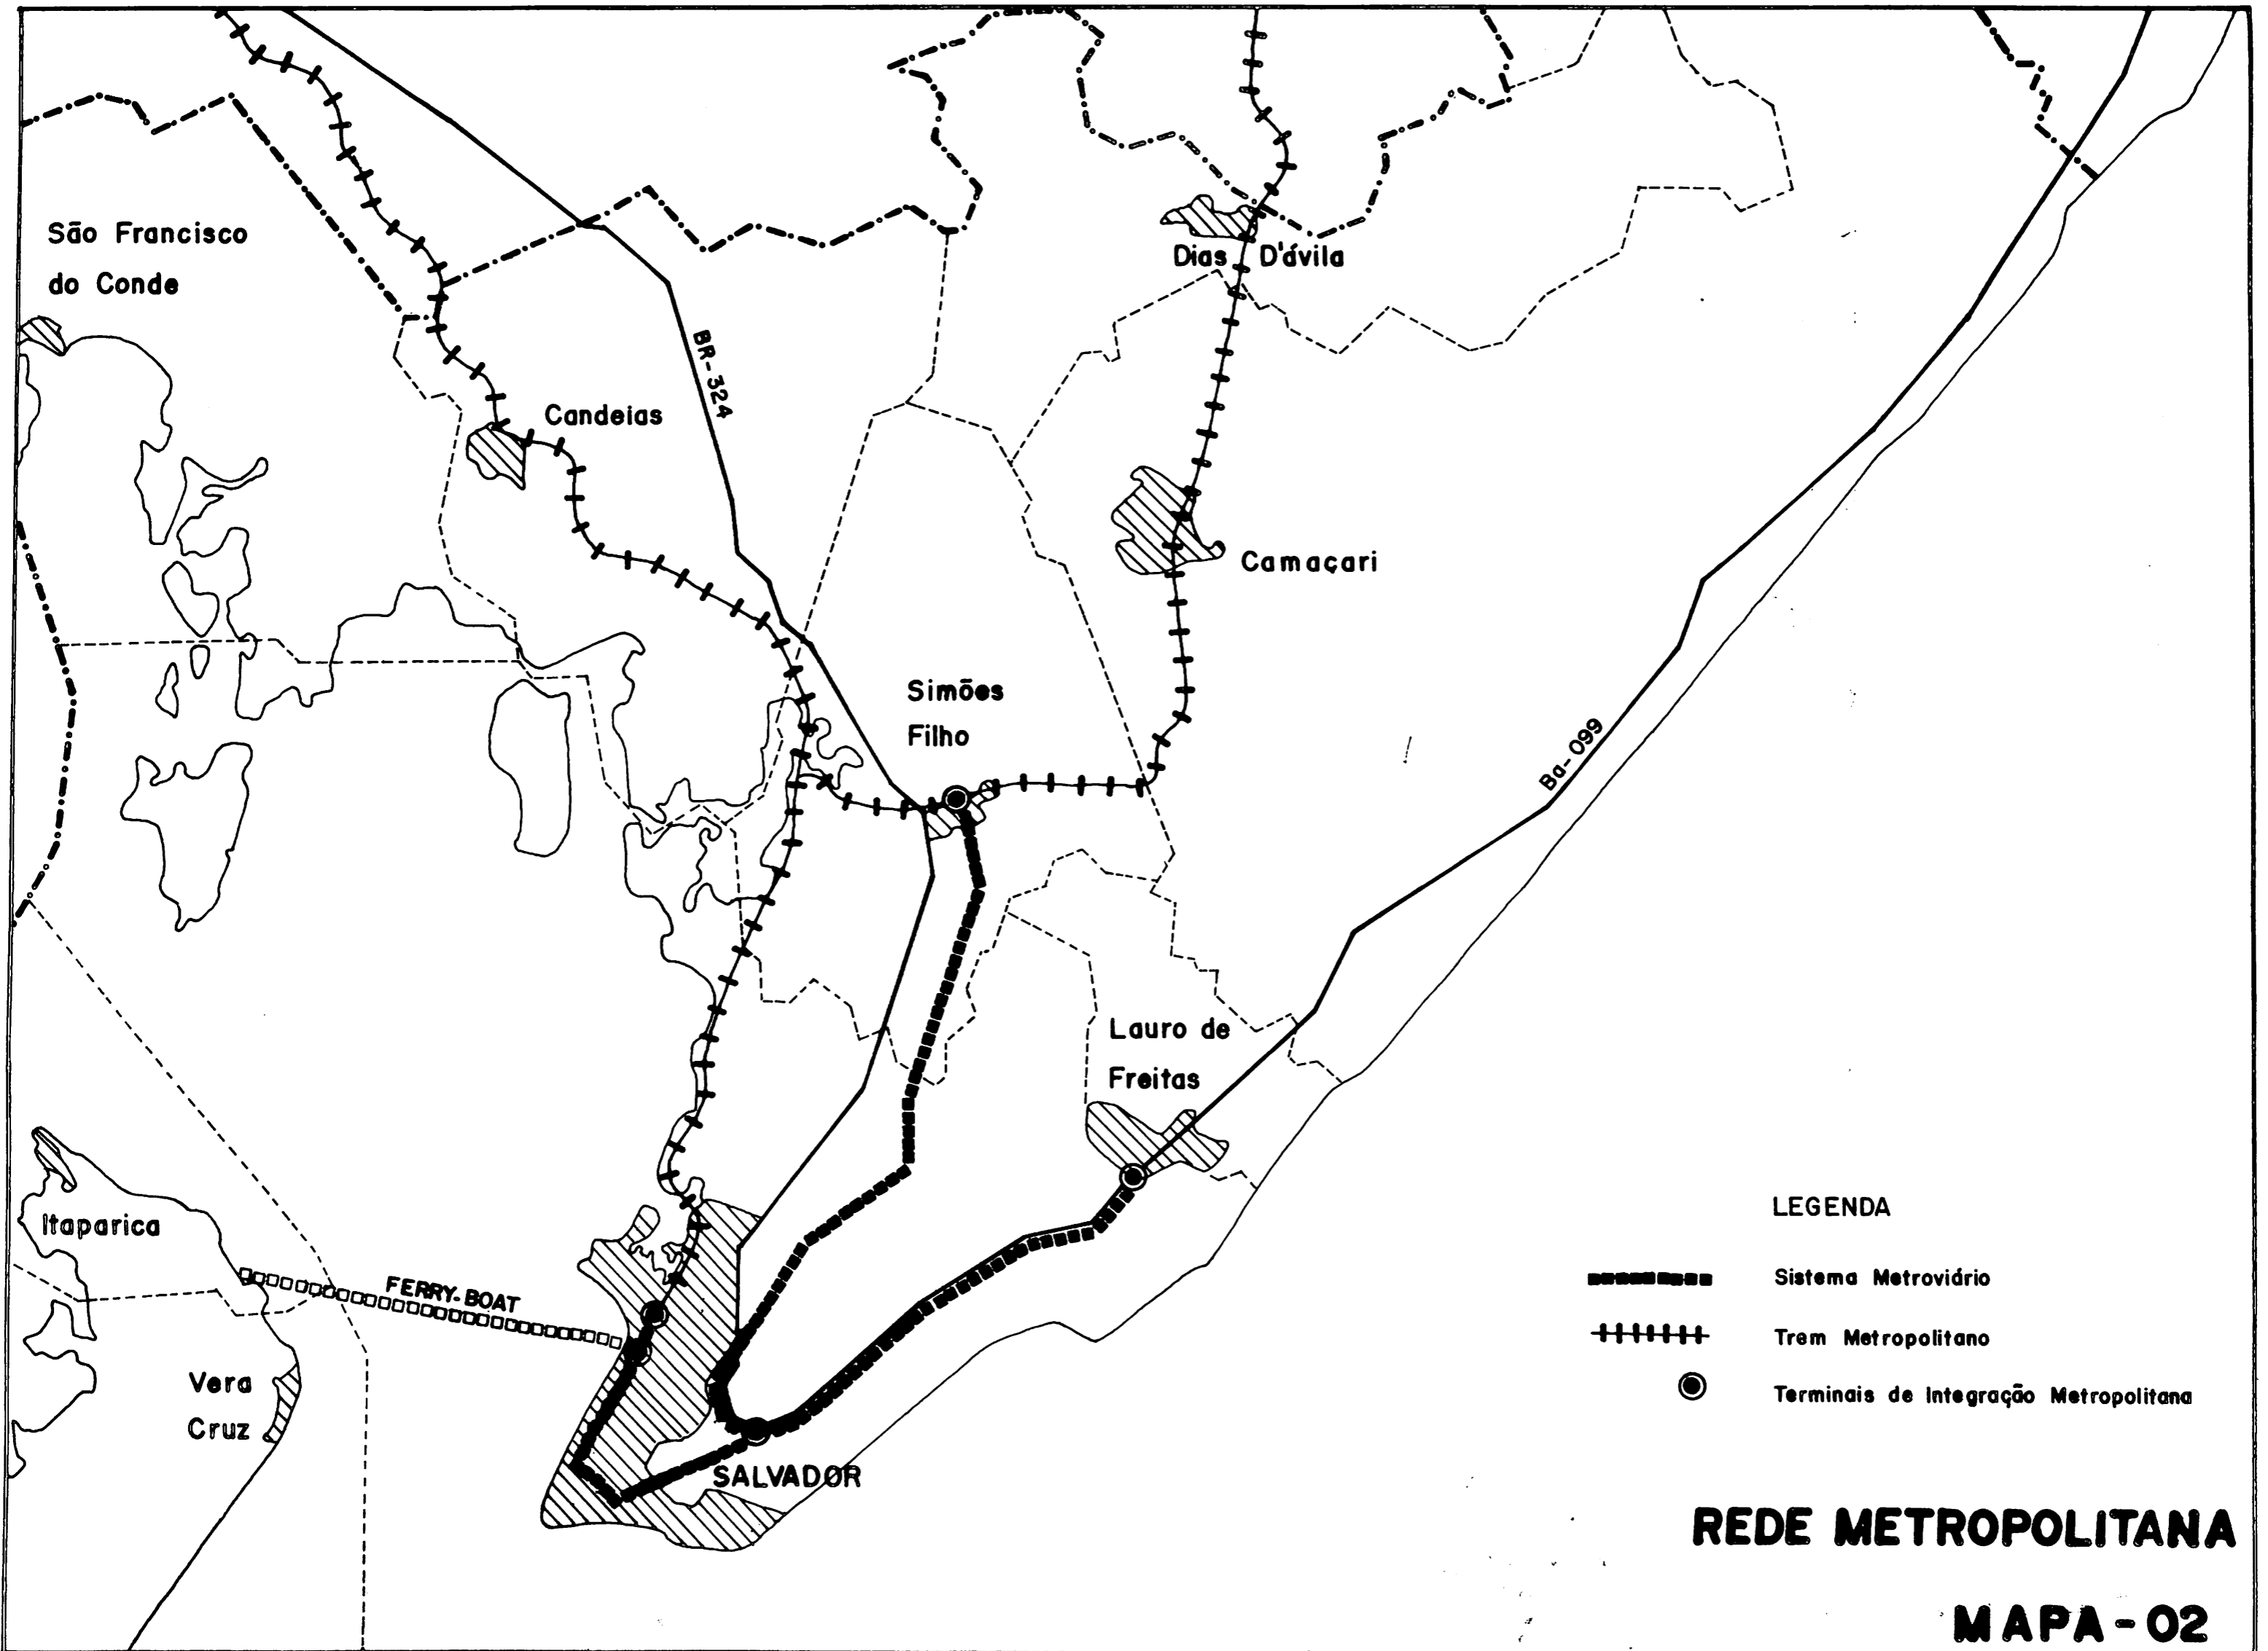 São Francisco
do Conde
Dias D'ávila
BR-324
Candeias
Camaçari
Simões
Filho
Ba-099
Lauro de
Freitas
Itaparica
FERRY-BOAT
Vera
Cruz
SALVADOR
LEGENDA
Sistema Metroviário
Trem Metropolitano
Terminais de Integração Metropolitana
REDE METROPOLITANA
MAPA-02